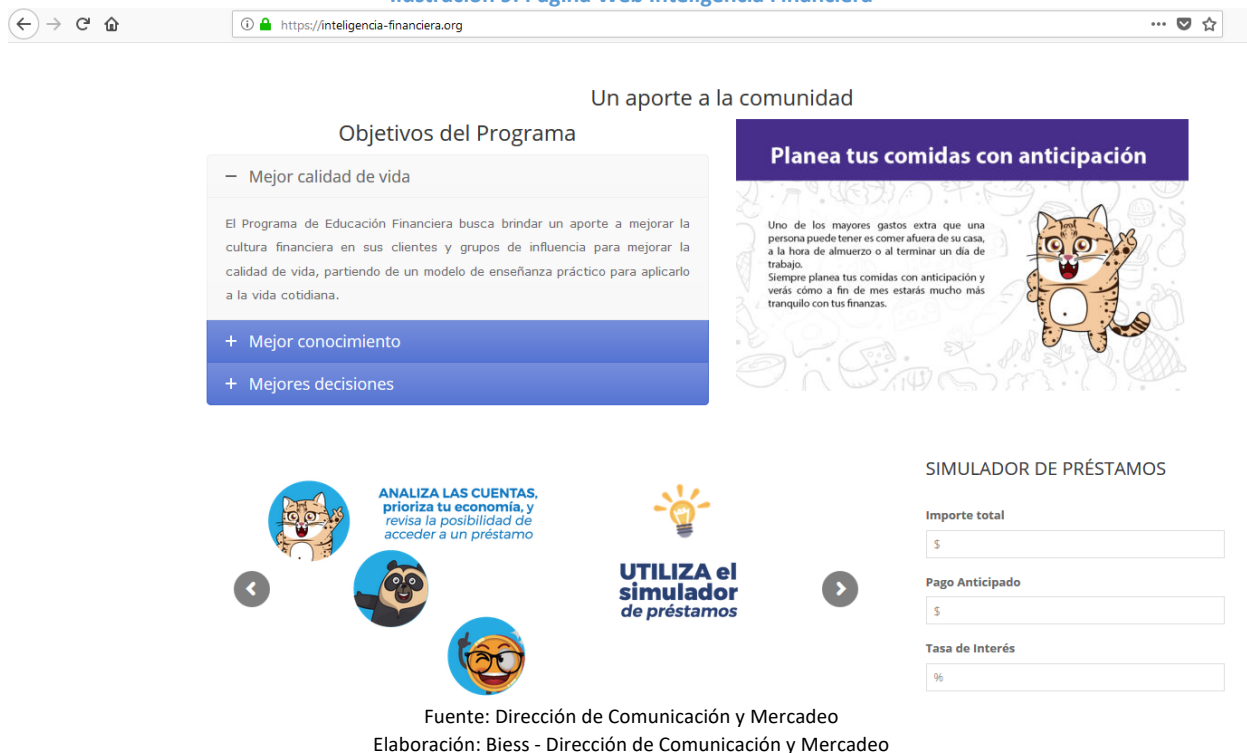 Ilustración 9: Página Web Inteligencia Financiera
https://inteligencia-financiera.org
Un aporte a la comunidad
Objetivos del Programa
− Mejor calidad de vida
El Programa de Educación Financiera busca brindar un aporte a mejorar la
cultura financiera en sus clientes y grupos de influencia para mejorar la
calidad de vida, partiendo de un modelo de enseñanza práctico para aplicarlo
a la vida cotidiana.
+ Mejor conocimiento
+ Mejores decisiones
Planea tus comidas con anticipación
Uno de los mayores gastos extra que una
persona puede tener es comer afuera de su casa,
a la hora de almuerzo o al terminar un día de
trabajo.
Siempre planea tus comidas con anticipación y
verás cómo a fin de mes estarás mucho más
tranquilo con tus finanzas.
ANALIZA LAS CUENTAS,
prioriza tu economía, y
revisa la posibilidad de
acceder a un préstamo
UTILIZA el
simulador
de préstamos
SIMULADOR DE PRÉSTAMOS
Importe total
$
Pago Anticipado
$
Tasa de Interés
%
Fuente: Dirección de Comunicación y Mercadeo
Elaboración: Biess - Dirección de Comunicación y Mercadeo